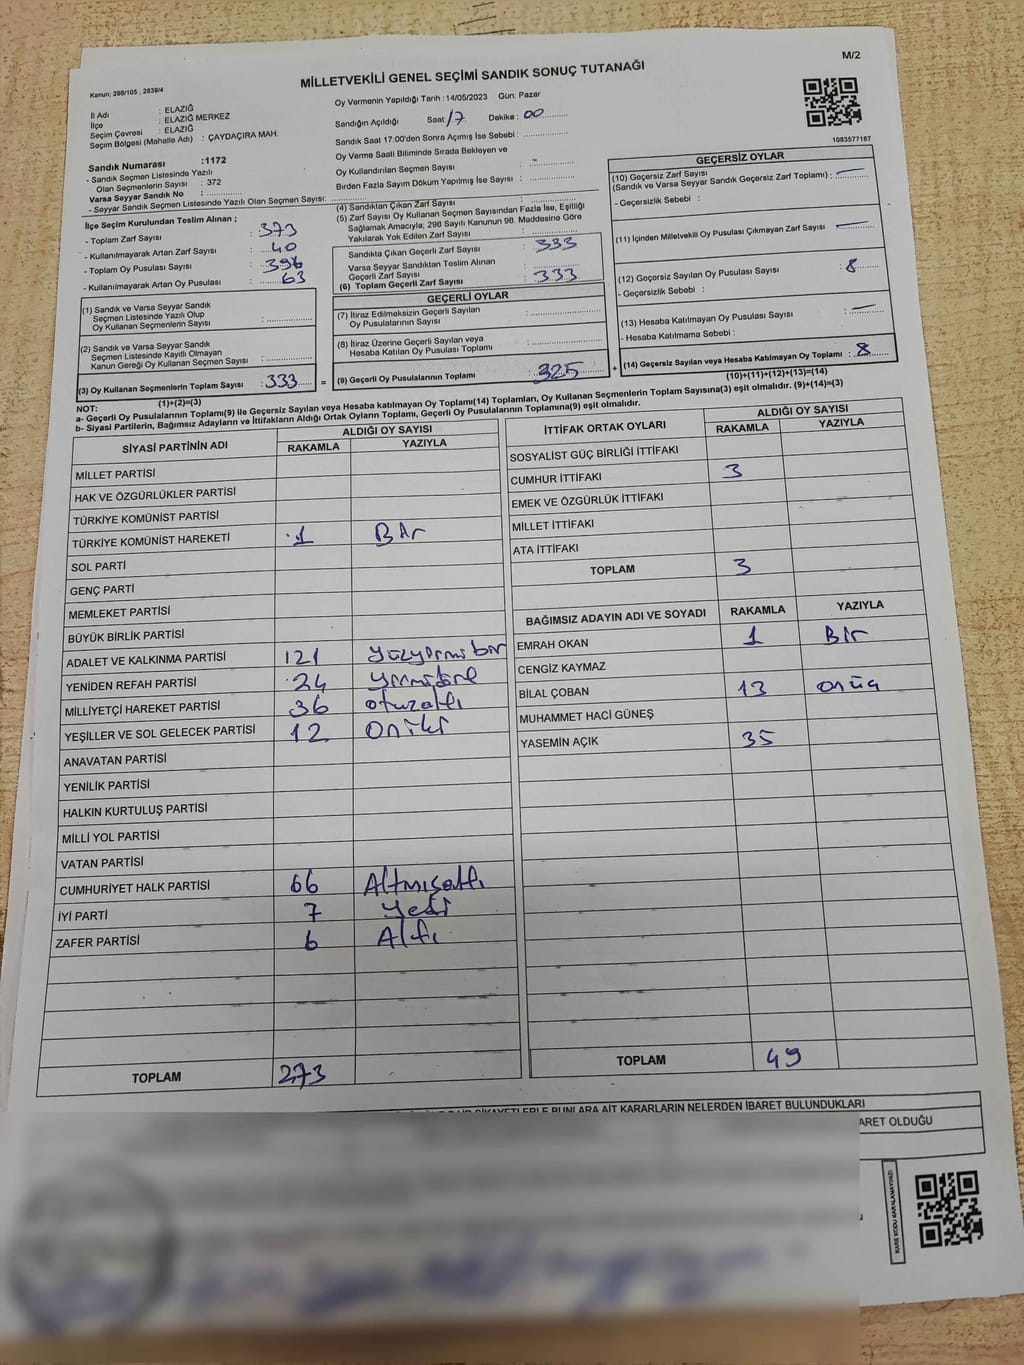 M/2
MİLLETVEKİLİ GENEL SEÇİMİ SANDIK SONUÇ TUTANAĞI
Kanun; 298/105 , 2839/4
İl Adı : ELAZIĞ
İlçe : ELAZIĞ MERKEZ
Seçim Çevresi : ELAZIĞ
Seçim Bölgesi (Mahalle Adı) : ÇAYDAÇIRA MAH.
Sandık Numarası :1172
- Sandık Seçmen Listesinde Yazılı
Olan Seçmenlerin Sayısı : 372
Varsa Seyyar Sandık No :
- Seyyar Sandık Seçmen Listesinde Yazılı Olan Seçmen Sayısı:
Oy Vermenin Yapıldığı Tarih :14/05/2023 Gün: Pazar
Sandığın Açıldığı Saat: 17 Dakika: 00
Sandık Saat 17.00'den Sonra Açmış İse Sebebi :
Oy Verme Saati Bitiminde Sırada Bekleyen ve
Oy Kullandırılan Seçmen Sayısı :
Birden Fazla Sayım Döküm Yapılmış İse Sayısı :
1083577187
İlçe Seçim Kurulundan Teslim Alınan ;
- Toplam Zarf Sayısı : 373
- Kullanılmayarak Artan Zarf Sayısı : 40
- Toplam Oy Pusulası Sayısı : 396
- Kullanılmayarak Artan Oy Pusulası : 63
(4) Sandıktan Çıkan Zarf Sayısı :
(5) Zarf Sayısı Oy Kullanan Seçmen Sayısından Fazla İse, Eşitliği
Sağlamak Amacıyla; 298 Sayılı Kanunun 98. Maddesine Göre
Yakılarak Yok Edilen Zarf Sayısı :
Sandıkta Çıkan Geçerli Zarf Sayısı : 333
Varsa Seyyar Sandıktan Teslim Alınan
Geçerli Zarf Sayısı :
(6) Toplam Geçerli Zarf Sayısı : 333
GEÇERSİZ OYLAR
(10) Geçersiz Zarf Sayısı : —
(Sandık ve Varsa Seyyar Sandık Geçersiz Zarf Toplamı) :
- Geçersizlik Sebebi :
(11) İçinden Milletvekili Oy Pusulası Çıkmayan Zarf Sayısı : —
(12) Geçersiz Sayılan Oy Pusulası Sayısı : 8
- Geçersizlik Sebebi :
(13) Hesaba Katılmayan Oy Pusulası Sayısı : —
- Hesaba Katılmama Sebebi :
(14) Geçersiz Sayılan veya Hesaba Katılmayan Oy Toplamı : 8
(10)+(11)+(12)+(13)=(14)
(1) Sandık ve Varsa Seyyar Sandık
Seçmen Listesinde Yazılı Olup
Oy Kullanan Seçmenlerin Sayısı :
(2) Sandık ve Varsa Seyyar Sandık
Seçmen Listesinde Kayıtlı Olmayan
Kanun Gereği Oy Kullanan Seçmen Sayısı :
(3) Oy Kullanan Seçmenlerin Toplam Sayısı : 333 =
(1)+(2)=(3)
GEÇERLİ OYLAR
(7) İtiraz Edilmeksizin Geçerli Sayılan
Oy Pusulalarının Sayısı :
(8) İtiraz Üzerine Geçerli Sayılan veya
Hesaba Katılan Oy Pusulası Toplamı :
(9) Geçerli Oy Pusulalarının Toplamı : 325 +
NOT:
a- Geçerli Oy Pusulalarının Toplamı(9) ile Geçersiz Sayılan veya Hesaba katılmayan Oy Toplamı(14) Toplamları, Oy Kullanan Seçmenlerin Toplam Sayısına(3) eşit olmalıdır. (9)+(14)=(3)
b- Siyasi Partilerin, Bağımsız Adayların ve İttifakların Aldığı Ortak Oyların Toplamı, Geçerli Oy Pusulalarının Toplamına(9) eşit olmalıdır.
SİYASİ PARTİNİN ADI ALDIĞI OY SAYISI
RAKAMLA YAZIYLA
MİLLET PARTİSİ
HAK VE ÖZGÜRLÜKLER PARTİSİ
TÜRKİYE KOMÜNİST PARTİSİ
TÜRKİYE KOMÜNİST HAREKETİ 1 Bir
SOL PARTİ
GENÇ PARTİ
MEMLEKET PARTİSİ
BÜYÜK BİRLİK PARTİSİ
ADALET VE KALKINMA PARTİSİ 121 yüzyirmi bir
YENİDEN REFAH PARTİSİ 24
MİLLİYETÇİ HAREKET PARTİSİ 36 otuzaltı
YEŞİLLER VE SOL GELECEK PARTİSİ 12 oniki
ANAVATAN PARTİSİ
YENİLİK PARTİSİ
HALKIN KURTULUŞ PARTİSİ
MİLLİ YOL PARTİSİ
VATAN PARTİSİ
CUMHURİYET HALK PARTİSİ 66 Altmışaltı
İYİ PARTİ 7 yedi
ZAFER PARTİSİ 6 Altı
TOPLAM 273
İTTİFAK ORTAK OYLARI ALDIĞI OY SAYISI
RAKAMLA YAZIYLA
SOSYALİST GÜÇ BİRLİĞİ İTTİFAKI
CUMHUR İTTİFAKI 3
EMEK VE ÖZGÜRLÜK İTTİFAKI
MİLLET İTTİFAKI
ATA İTTİFAKI
TOPLAM 3
BAĞIMSIZ ADAYIN ADI VE SOYADI RAKAMLA YAZIYLA
EMRAH OKAN 1 Bir
CENGİZ KAYMAZ
BİLAL ÇOBAN 13 onüç
MUHAMMET HACİ GÜNEŞ
YASEMİN AÇIK 35
TOPLAM 49
ŞİKAYETLERLE BUNLARA AİT KARARLARIN NELERDEN İBARET BULUNDUKLARI
ARET OLDUĞU
KARE KODU KARALAMAYINIZ!